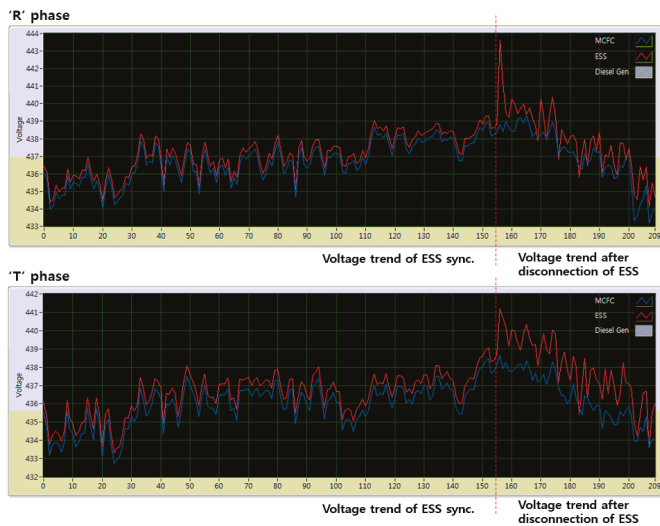 'R' phase
444
443
442
441
440
439
438
437
436
435
434
433
Voltage
MCFC
ESS
Diesel Gen
0 10 20 30 40 50 60 70 80 90 100 110 120 130 140 150 160 170 180 190 200 209
Voltage trend of ESS sync.
Voltage trend after
disconnection of ESS
'T' phase
442
441
440
439
438
437
436
435
434
433
432
Voltage
MCFC
ESS
Diesel Gen
0 10 20 30 40 50 60 70 80 90 100 110 120 130 140 150 160 170 180 190 200 209
Voltage trend of ESS sync.
Voltage trend after
disconnection of ESS